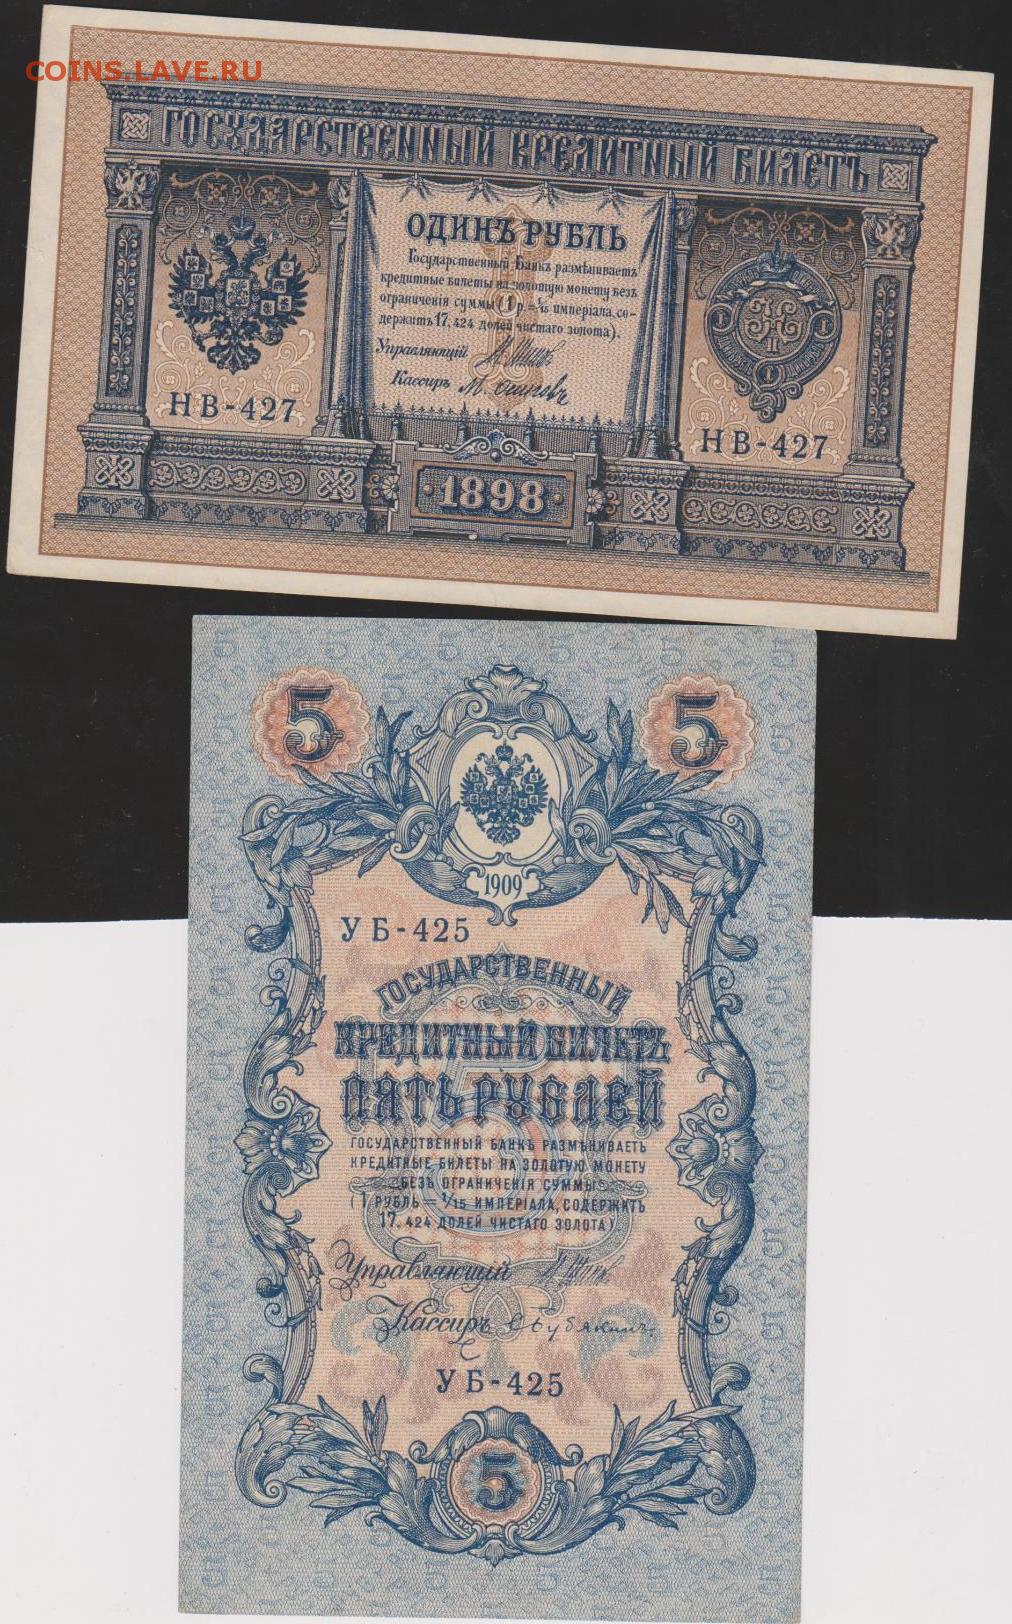 COINS.LAVE.RU
ГОСУДАРСТВЕННЫЙ КРЕДИТНЫЙ БИЛЕТЪ
ОДИНЪ РУБЛЬ
Государственный Банкъ размѣниваетъ
кредитные билеты на золотую монету безъ
ограниченія суммы (1 р.= 1/15 имперіала, со-
держитъ 17, 424 долей чистаго золота).
Управляющій
Кассиръ
НВ-427
НВ-427
1898
5
5
1909
УБ-425
ГОСУДАРСТВЕННЫЙ
КРЕДИТНЫЙ БИЛЕТЪ
ПЯТЬ РУБЛЕЙ
ГОСУДАРСТВЕННЫЙ БАНКЪ РАЗМѢНИВАЕТЪ
КРЕДИТНЫЕ БИЛЕТЫ НА ЗОЛОТУЮ МОНЕТУ
БЕЗЪ ОГРАНИЧЕНІЯ СУММЫ
(1 РУБЛЬ = 1/15 ИМПЕРІАЛА, СОДЕРЖИТЪ
17, 424 ДОЛЕЙ ЧИСТАГО ЗОЛОТА)
Управляющій
Кассиръ
УБ-425
5